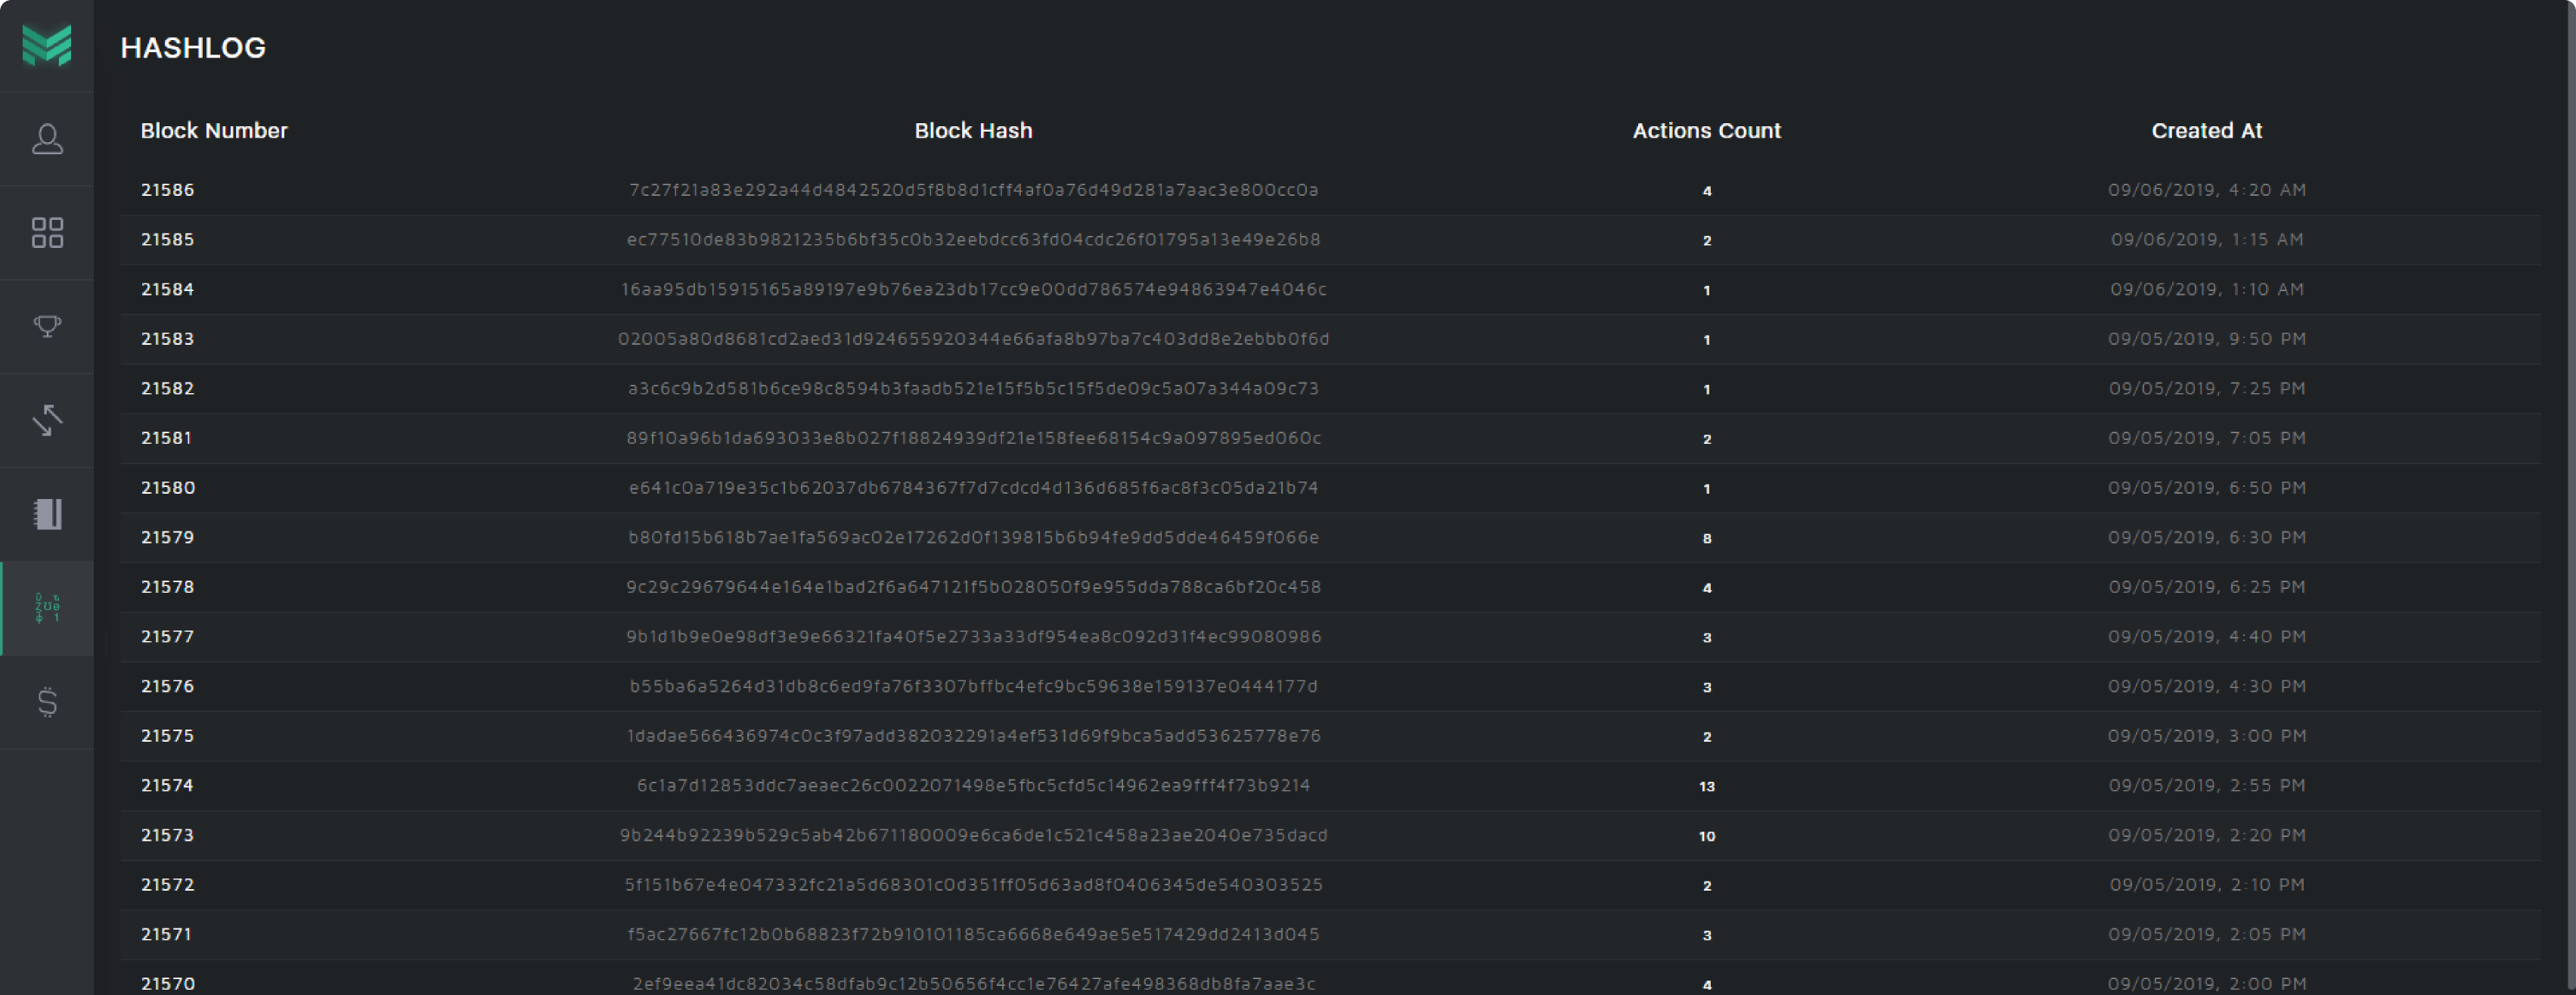 HASHLOG
Block Number Block Hash Actions Count Created At
21586 7c27f21a83e292a44d4842520d5f8b8d1cff4af0a76d49d281a7aac3e800cc0a 4 09/06/2019, 4:20 AM
21585 ec77510de83b9821235b6bf35c0b32eebdcc63fd04cdc26f01795a13e49e26b8 2 09/06/2019, 1:15 AM
21584 16aa95db15915165a89197e9b76ea23db17cc9e00dd786574e94863947e4046c 1 09/06/2019, 1:10 AM
21583 02005a80d8681cd2aed31d924655920344e66afa8b97ba7c403dd8e2ebbb0f6d 1 09/05/2019, 9:50 PM
21582 a3c6c9b2d581b6ce98c8594b3faadb521e15f5b5c15f5de09c5a07a344a09c73 1 09/05/2019, 7:25 PM
21581 89f10a96b1da693033e8b027f18824939df21e158fee68154c9a097895ed060c 2 09/05/2019, 7:05 PM
21580 e641c0a719e35c1b62037db6784367f7d7cdcd4d136d685f6ac8f3c05da21b74 1 09/05/2019, 6:50 PM
21579 b80fd15b618b7ae1fa569ac02e17262d0f139815b6b94fe9dd5dde46459f066e 8 09/05/2019, 6:30 PM
21578 9c29c29679644e164e1bad2f6a647121f5b028050f9e955dda788ca6bf20c458 4 09/05/2019, 6:25 PM
21577 9b1d1b9e0e98df3e9e66321fa40f5e2733a33df954ea8c092d31f4ec99080986 3 09/05/2019, 4:40 PM
21576 b55ba6a5264d31db8c6ed9fa76f3307bffbc4efc9bc59638e159137e0444177d 3 09/05/2019, 4:30 PM
21575 1dadae566436974c0c3f97add382032291a4ef531d69f9bca5add53625778e76 2 09/05/2019, 3:00 PM
21574 6c1a7d12853ddc7aeaec26c0022071498e5fbc5cfd5c14962ea9fff4f73b9214 13 09/05/2019, 2:55 PM
21573 9b244b92239b529c5ab42b671180009e6ca6de1c521c458a23ae2040e735dacd 10 09/05/2019, 2:20 PM
21572 5f151b67e4e047332fc21a5d68301c0d351ff05d63ad8f0406345de540303525 2 09/05/2019, 2:10 PM
21571 f5ac27667fc12b0b68823f72b910101185ca6668e649ae5e517429dd2413d045 3 09/05/2019, 2:05 PM
21570 2ef9eea41dc82034c58dfab9c12b50656f4cc1e76427afe498368db8fa7aae3c 4 09/05/2019, 2:00 PM